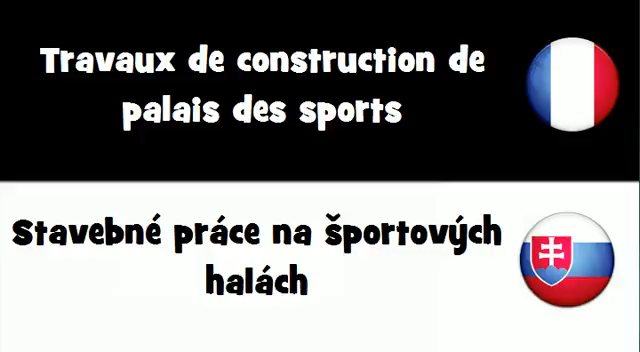 Travaux de construction de
palais des sports
Stavebné práce na športových
halách